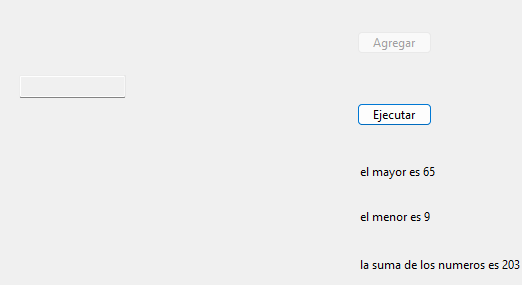 Agregar
Ejecutar
el mayor es 65
el menor es 9
la suma de los numeros es 203